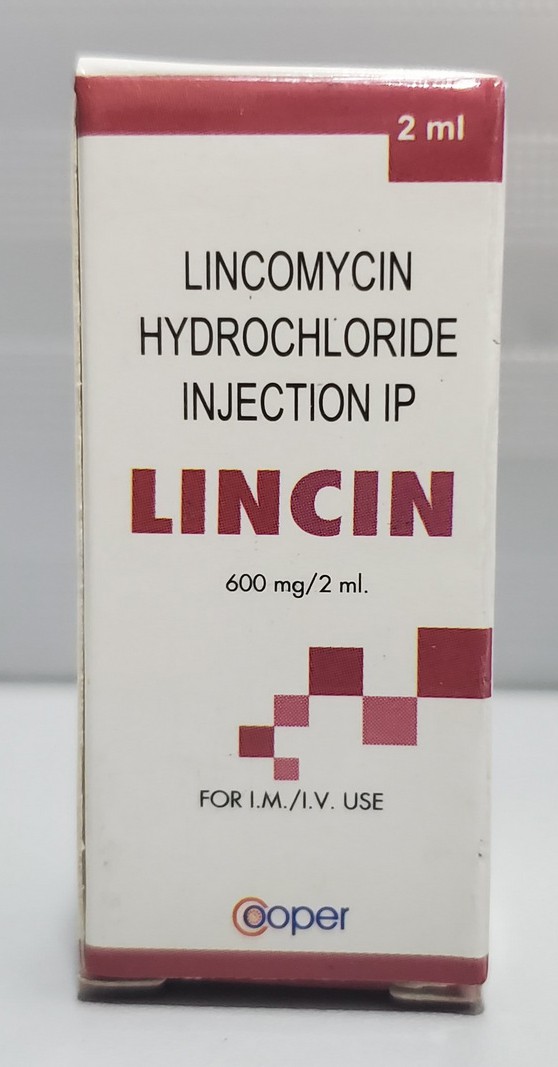 2 ml
LINCOMYCIN
HYDROCHLORIDE
INJECTION IP
LINCIN
600 mg/2 ml.
FOR I.M./I.V. USE
Cooper